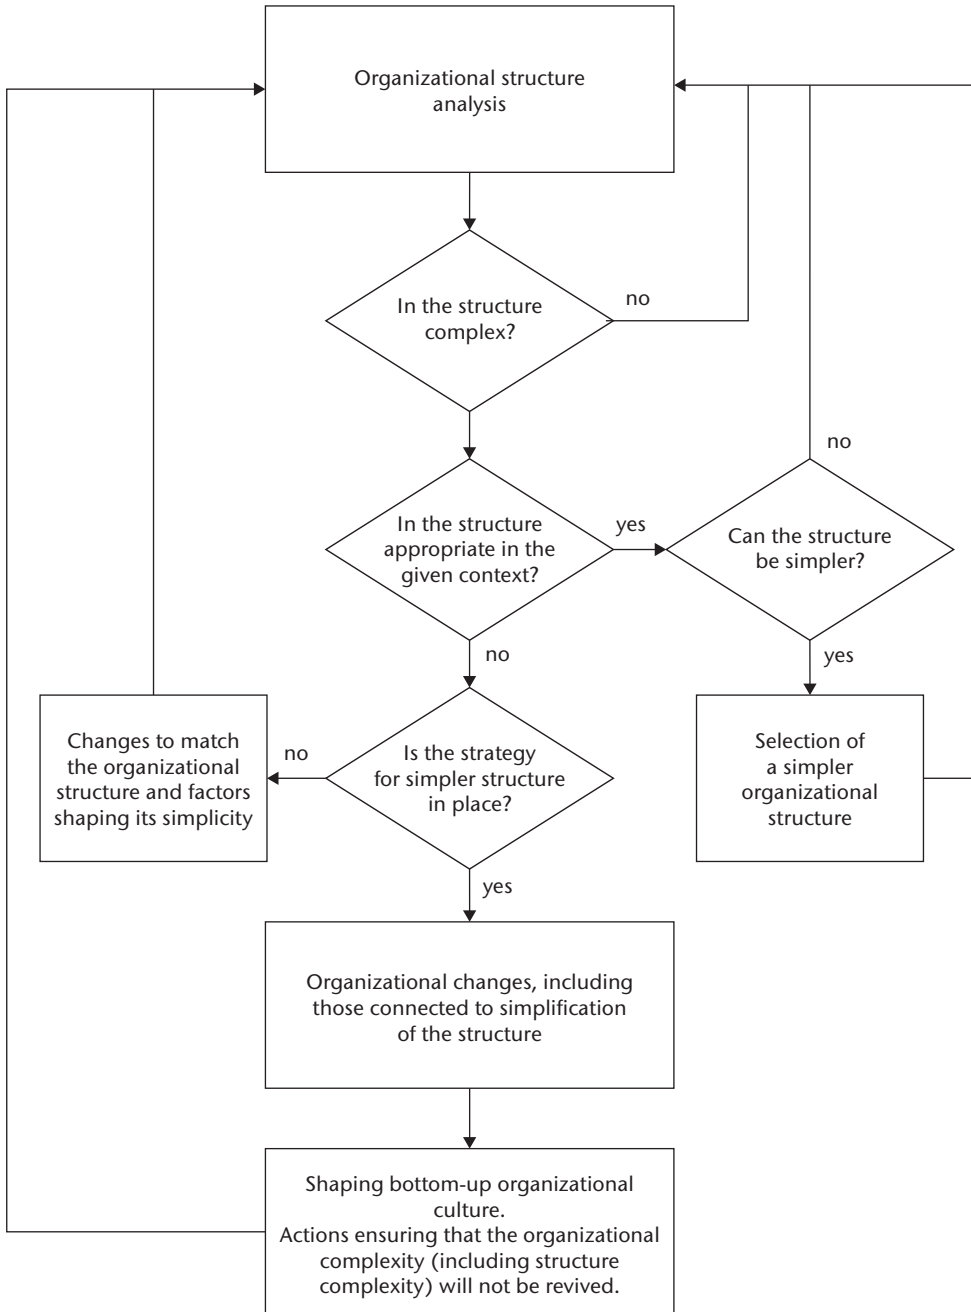 Organizational structure
analysis
In the structure
complex?
no
In the structure
appropriate in the
given context?
yes
Can the structure
be simpler?
no
no
yes
Changes to match
the organizational
structure and factors
shaping its simplicity
no
Is the strategy
for simpler structure
in place?
Selection of
a simpler
organizational
structure
yes
Organizational changes, including
those connected to simplification
of the structure
Shaping bottom-up organizational
culture.
Actions ensuring that the organizational
complexity (including structure
complexity) will not be revived.